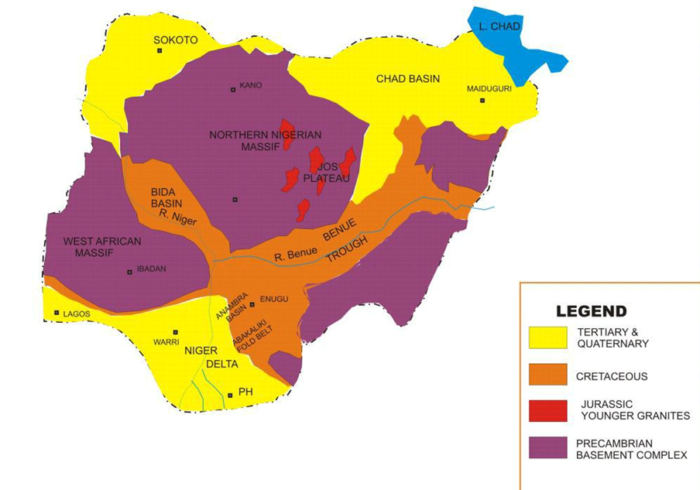 L. CHAD
SOKOTO
CHAD BASIN
KANO
MAIDUGURI
NORTHERN NIGERIAN
MASSIF
JOS
PLATEAU
BIDA
BASIN
R. Niger
BENUE
TROUGH
R. Benue
WEST AFRICAN
MASSIF
IBADAN
ANAMBRA
BASIN
ENUGU
LAGOS
ABAKALIKI
FOLD BELT
WARRI
NIGER
DELTA
PH
LEGEND
TERTIARY &
QUATERNARY
CRETACEOUS
JURASSIC
YOUNGER GRANITES
PRECAMBRIAN
BASEMENT COMPLEX